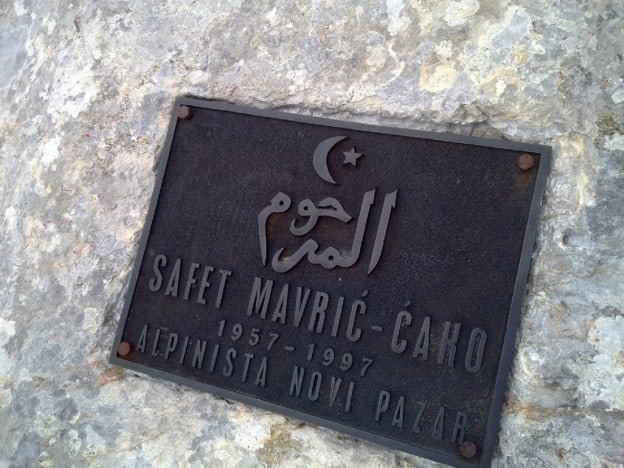 المرحوم
SAFET MAVRIĆ-ĆAKO
1957-1997
ALPINISTA NOVI PAZAR